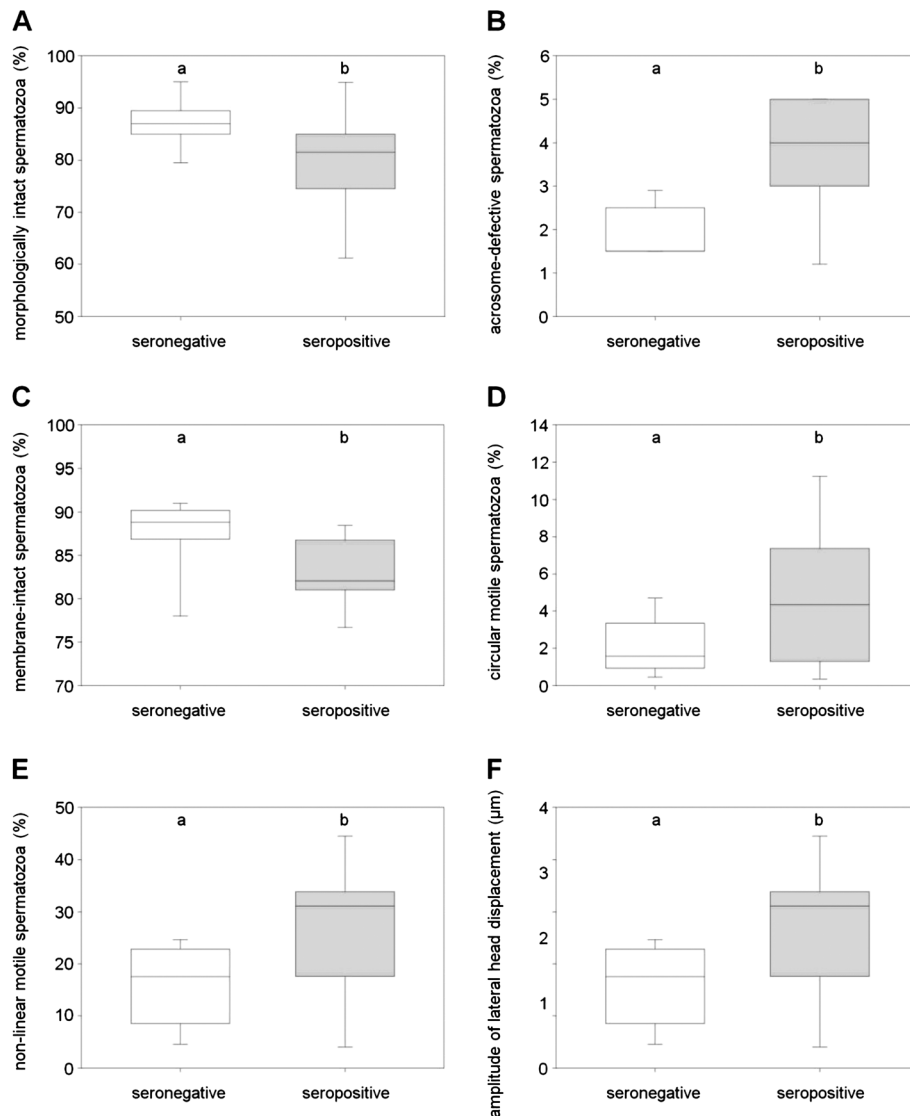 A
morphologically intact spermatozoa (%)
100
90
80
70
60
50
a
b
seronegative
seropositive
B
acrosome-defective spermatozoa (%)
6
5
4
3
2
1
0
a
b
seronegative
seropositive
C
membrane-intact spermatozoa (%)
100
95
90
85
80
75
70
a
b
seronegative
seropositive
D
circular motile spermatozoa (%)
14
12
10
8
6
4
2
0
a
b
seronegative
seropositive
E
non-linear motile spermatozoa (%)
50
40
30
20
10
0
a
b
seronegative
seropositive
F
amplitude of lateral head displacement (µm)
4
3
2
1
0
a
b
seronegative
seropositive